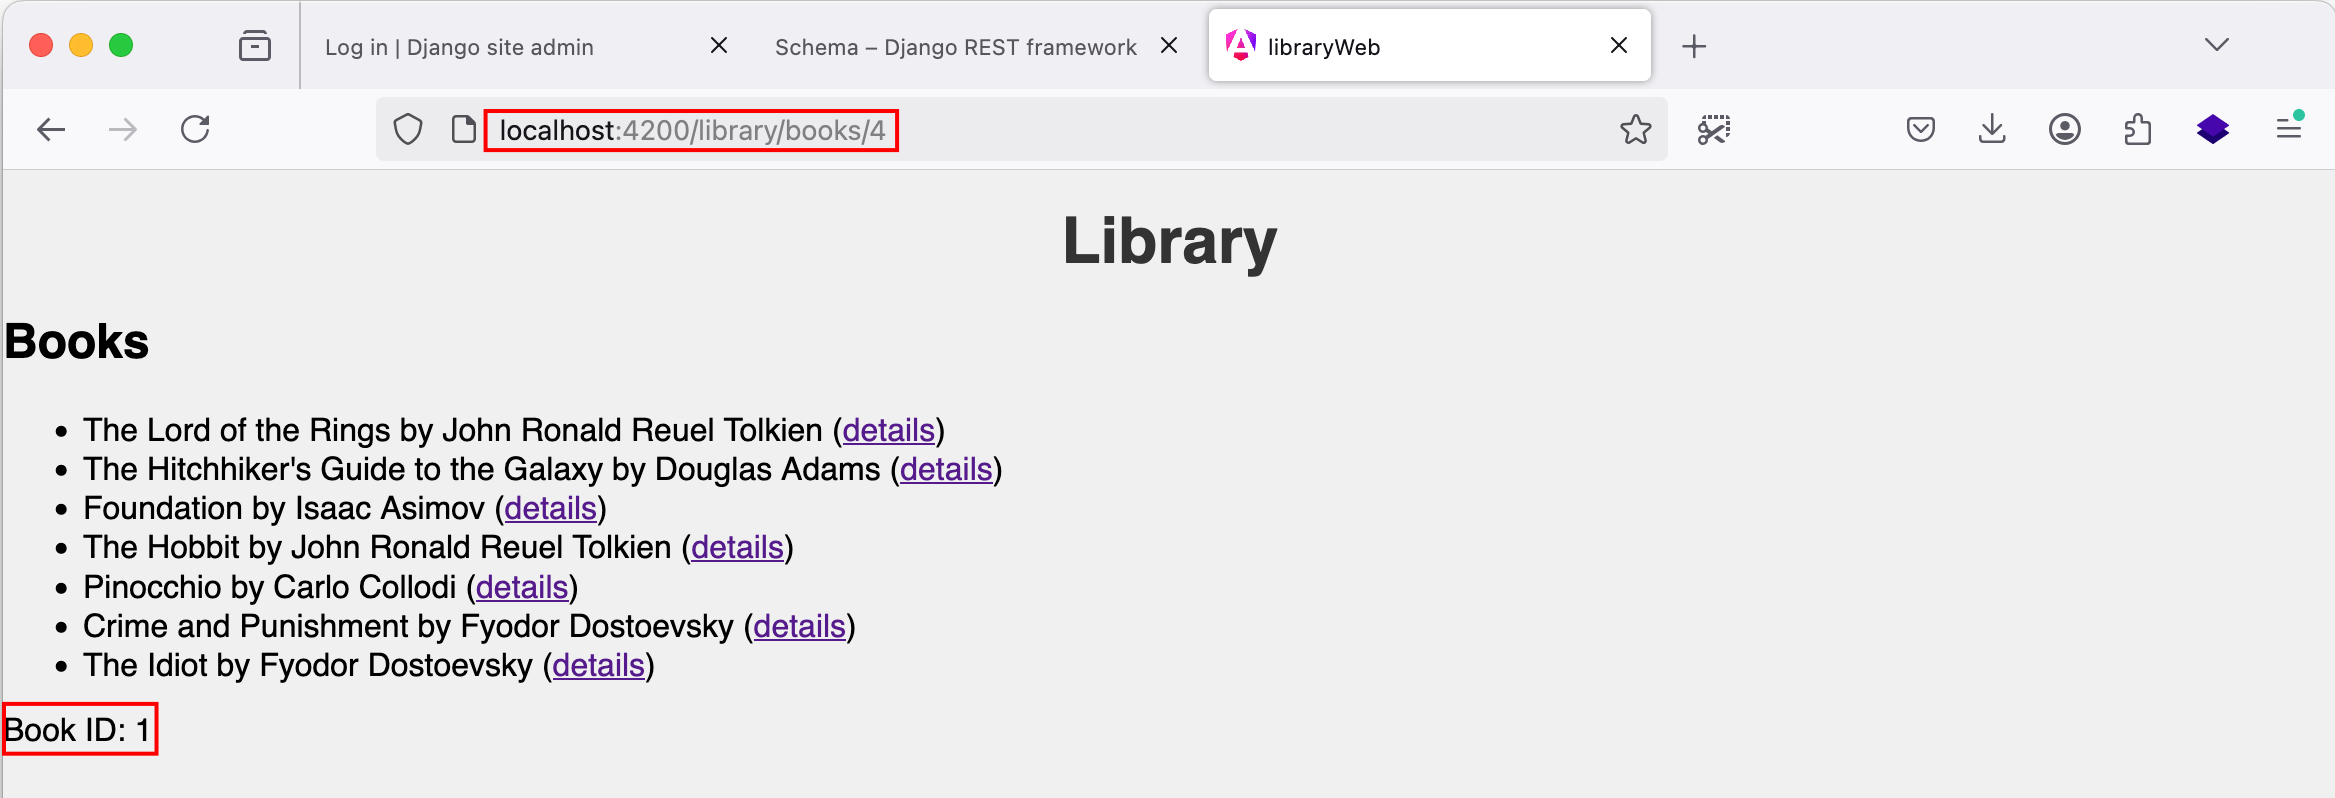 Log in | Django site admin
Schema – Django REST framework
libraryWeb
localhost:4200/library/books/4
Library
Books
• The Lord of the Rings by John Ronald Reuel Tolkien (details)
• The Hitchhiker's Guide to the Galaxy by Douglas Adams (details)
• Foundation by Isaac Asimov (details)
• The Hobbit by John Ronald Reuel Tolkien (details)
• Pinocchio by Carlo Collodi (details)
• Crime and Punishment by Fyodor Dostoevsky (details)
• The Idiot by Fyodor Dostoevsky (details)
Book ID: 1